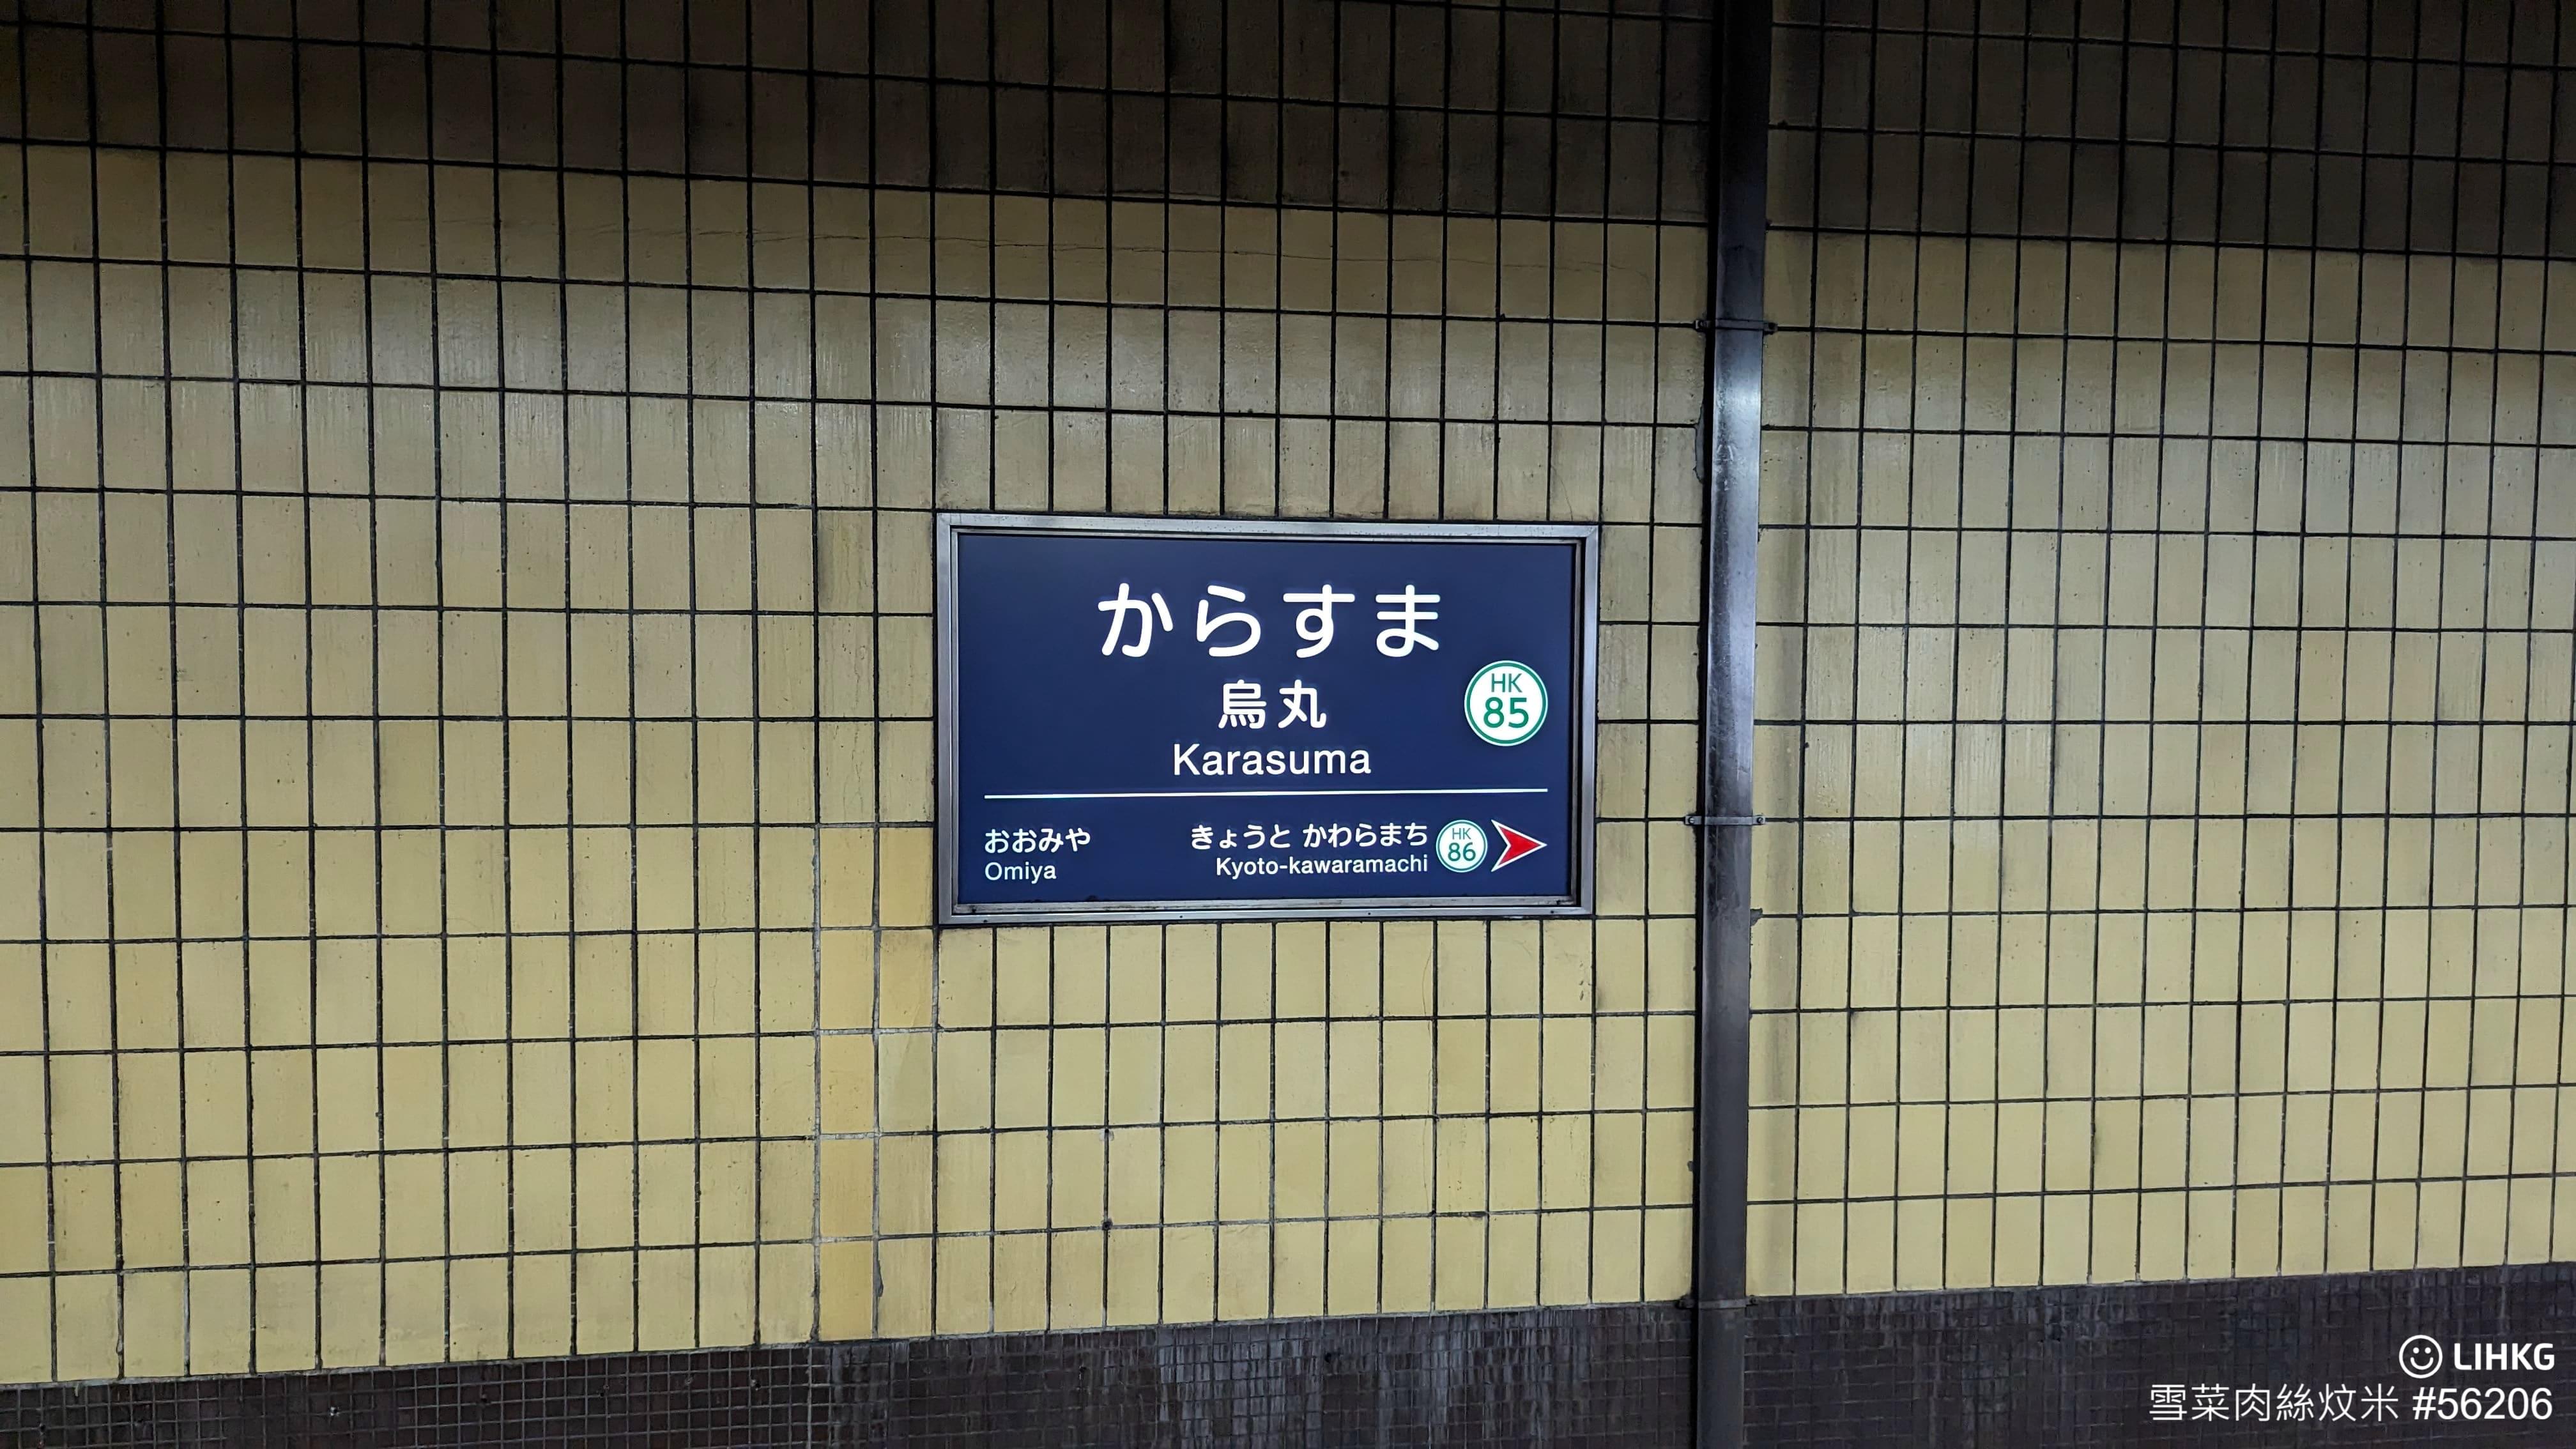 からすま
烏丸
Karasuma
HK
85
おおみや
Omiya
きょうと かわらまち
Kyoto-kawaramachi
HK
86
LIHKG
雪菜肉絲炆米 #56206